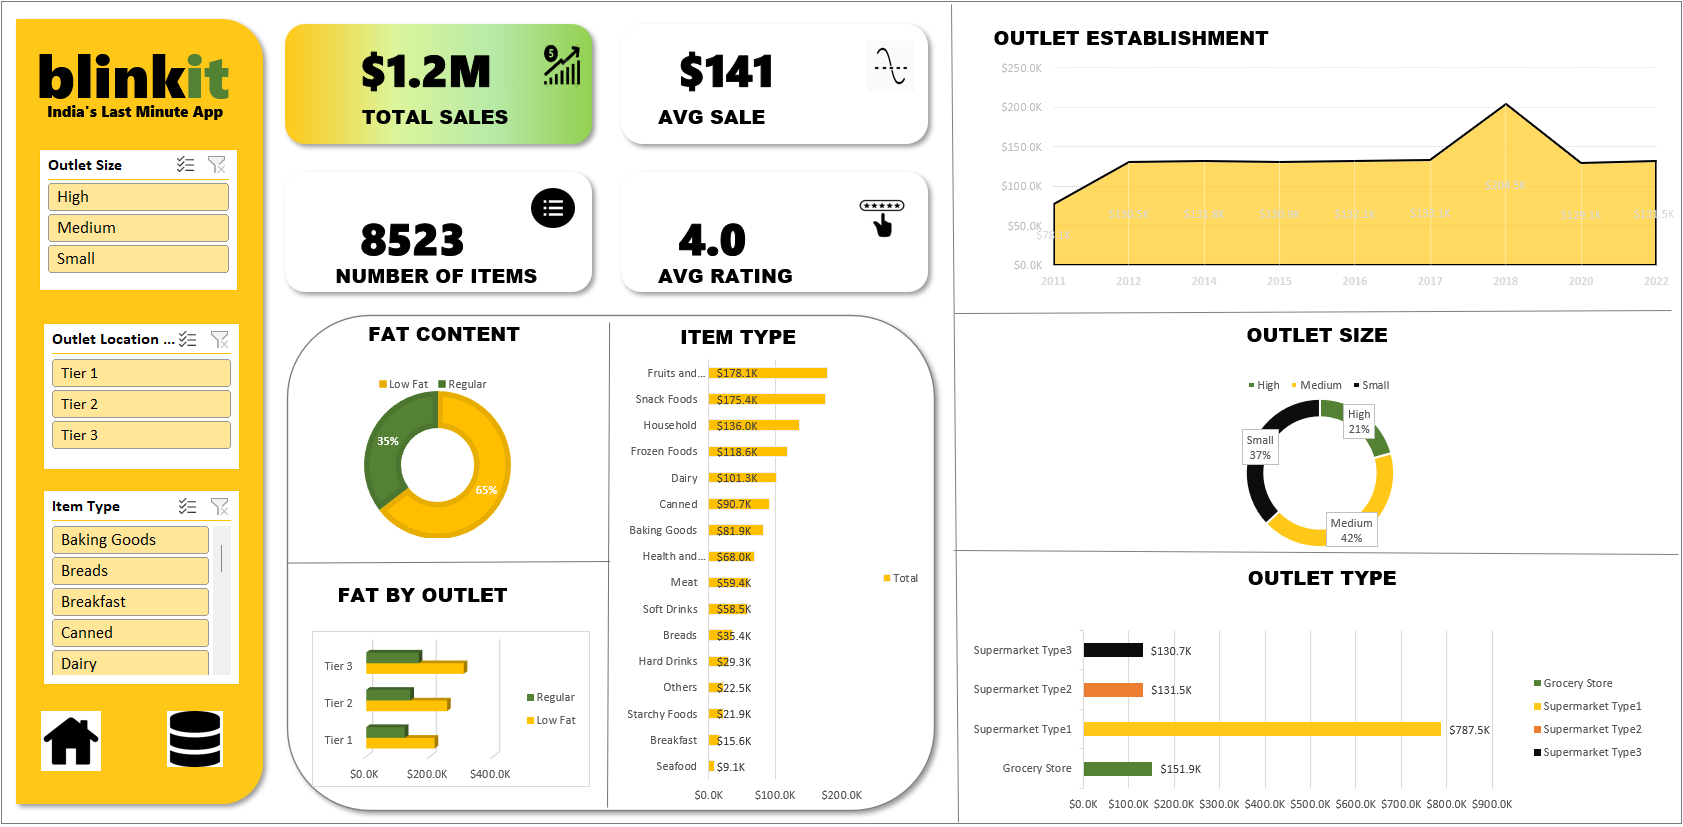 blinkit
India's Last Minute App
Outlet Size
High
Medium
Small
Outlet Location ...
Tier 1
Tier 2
Tier 3
Item Type
Baking Goods
Breads
Breakfast
Canned
Dairy
$1.2M
TOTAL SALES
$141
AVG SALE
8523
NUMBER OF ITEMS
4.0
AVG RATING
FAT CONTENT
Low Fat Regular
35%
65%
FAT BY OUTLET
Tier 3
Tier 2
Tier 1
$0.0K $200.0K $400.0K
Regular
Low Fat
ITEM TYPE
Fruits and... $178.1K
Snack Foods $175.4K
Household $136.0K
Frozen Foods $118.6K
Dairy $101.3K
Canned $90.7K
Baking Goods $81.9K
Health and... $68.0K
Meat $59.4K
Soft Drinks $58.5K
Breads $35.4K
Hard Drinks $29.3K
Others $22.5K
Starchy Foods $21.9K
Breakfast $15.6K
Seafood $9.1K
$0.0K $100.0K $200.0K
Total
OUTLET ESTABLISHMENT
$250.0K
$200.0K
$150.0K
$100.0K
$50.0K
$0.0K
2011 2012 2014 2015 2016 2017 2018 2020 2022
OUTLET SIZE
High Medium Small
High
21%
Small
37%
Medium
42%
OUTLET TYPE
Supermarket Type3 $130.7K
Supermarket Type2 $131.5K
Supermarket Type1 $787.5K
Grocery Store $151.9K
$0.0K $100.0K $200.0K $300.0K $400.0K $500.0K $600.0K $700.0K $800.0K $900.0K
Grocery Store
Supermarket Type1
Supermarket Type2
Supermarket Type3